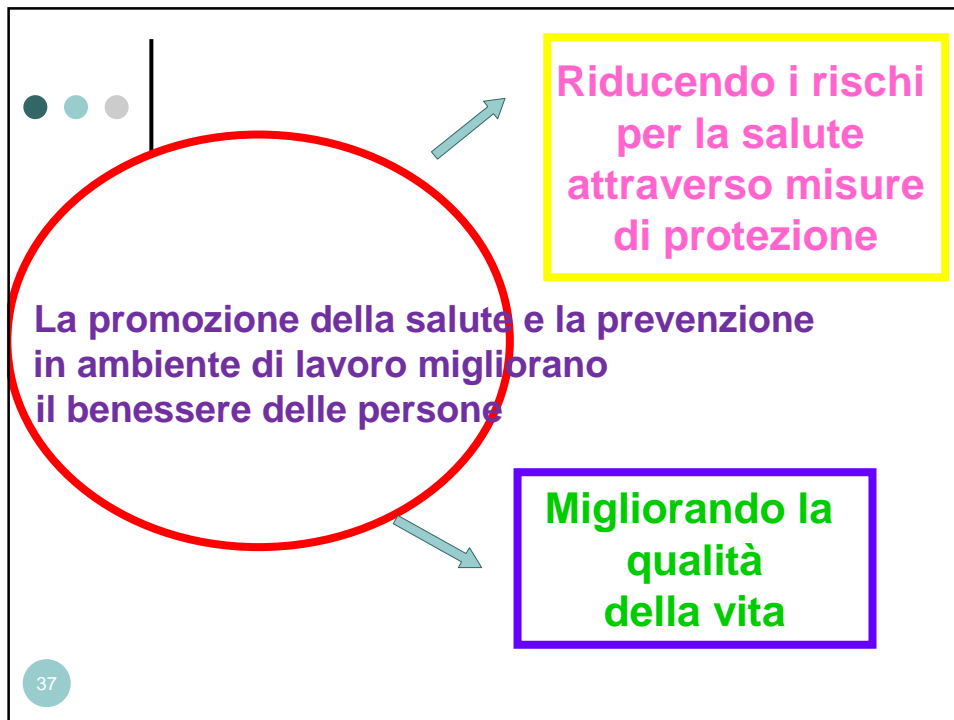 Riducendo i rischi
per la salute
attraverso misure
di protezione
La promozione della salute e la prevenzione
in ambiente di lavoro migliorano
il benessere delle persone
Migliorando la
qualità
della vita
37